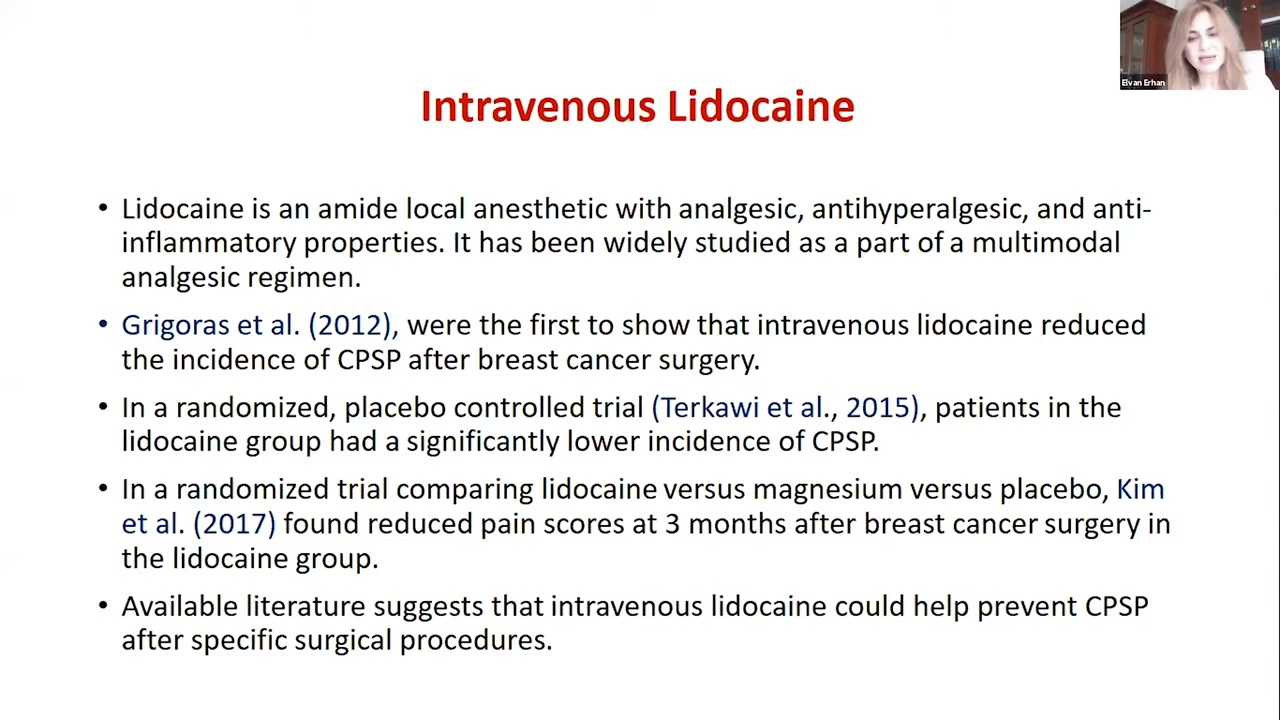 Elvan Erhan
Intravenous Lidocaine
• Lidocaine is an amide local anesthetic with analgesic, antihyperalgesic, and anti-
inflammatory properties. It has been widely studied as a part of a multimodal
analgesic regimen.
• Grigoras et al. (2012), were the first to show that intravenous lidocaine reduced
the incidence of CPSP after breast cancer surgery.
• In a randomized, placebo controlled trial (Terkawi et al., 2015), patients in the
lidocaine group had a significantly lower incidence of CPSP.
• In a randomized trial comparing lidocaine versus magnesium versus placebo, Kim
et al. (2017) found reduced pain scores at 3 months after breast cancer surgery in
the lidocaine group.
• Available literature suggests that intravenous lidocaine could help prevent CPSP
after specific surgical procedures.